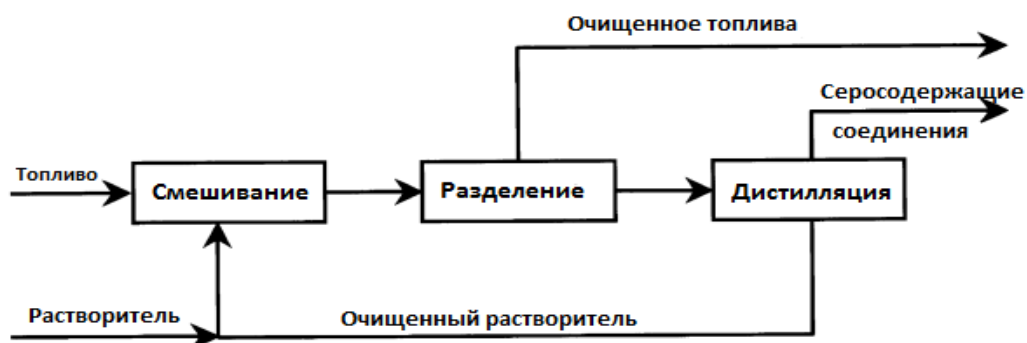 Очищенное топлива
Серосодержащие
соединения
Топливо
Смешивание
Разделение
Дистилляция
Растворитель
Очищенный растворитель